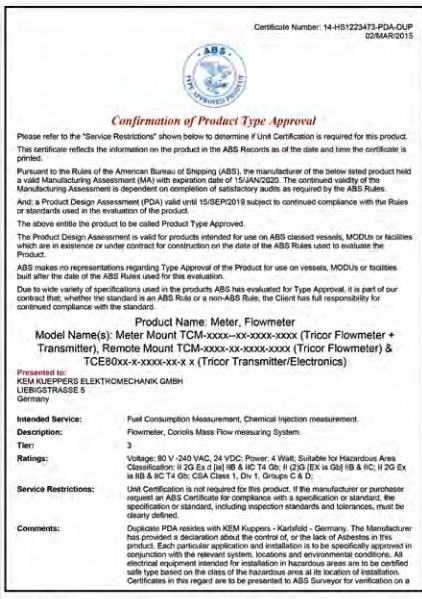 Certificate Number: 14-HS1223473-PDA-DUP
02/MAR/2015
ABS
TYPE APPROVED PRODUCT
Confirmation of Product Type Approval
Please refer to the "Service Restrictions" shown below to determine if Unit Certification is required for this product.
This certificate reflects the information on the product in the ABS Records as of the date and time the certificate is
printed.
Pursuant to the Rules of the American Bureau of Shipping (ABS), the manufacturer of the below listed product held
a valid Manufacturing Assessment (MA) with expiration date of 15/JAN/2020. The continued validity of the
Manufacturing Assessment is dependent on completion of satisfactory audits as required by the ABS Rules.
And; a Product Design Assessment (PDA) valid until 15/SEP/2019 subject to continued compliance with the Rules
or standards used in the evaluation of the product.
The above entitle the product to be called Product Type Approved.
The Product Design Assessment is valid for products intended for use on ABS classed vessels, MODUs or facilities
which are in existence or under contract for construction on the date of the ABS Rules used to evaluate the
Product.
ABS makes no representations regarding Type Approval of the Product for use on vessels, MODUs or facilities
built after the date of the ABS Rules used for this evaluation.
Due to wide variety of specifications used in the products ABS has evaluated for Type Approval, it is part of our
contract that; whether the standard is an ABS Rule or a non-ABS Rule, the Client has full responsibility for
continued compliance with the standard.
Product Name: Meter, Flowmeter
Model Name(s): Meter Mount TCM-xxxx--xx-xxxx-xxxx (Tricor Flowmeter +
Transmitter), Remote Mount TCM-xxxx-xx-xxxx-xxxx (Tricor Flowmeter) &
TCE80xx-x-xxxx-xx-x x (Tricor Transmitter/Electronics)
Presented to:
KEM KUEPPERS ELEKTROMECHANIK GMBH
LIEBIGSTRASSE 5
Germany
Intended Service: Fuel Consumption Measurement, Chemical Injection measurement.
Description: Flowmeter, Coriolis Mass Flow measuring System.
Tier: 3
Ratings: Voltage: 90 V -240 VAC, 24 VDC; Power: 4 Wall; Suitable for Hazardous Area
Classification: II 2G Ex d [ia] IIB & IIC T4 Gb; II (2)G [EX ia Gb] IIB & IIC; II 2G Ex
ia IIB & IIC T4 Gb; CSA Class 1, Div 1, Groups C & D;
Service Restrictions: Unit Certification is not required for this product. If the manufacturer or purchaser
request an ABS Certificate for compliance with a specification or standard, the
specification or standard, including inspection standards and tolerances, must be
clearly defined.
Comments: Duplicate PDA resides with KEM Kuppers - Karlsfeld - Germany. The Manufacturer
has provided a declaration about the control of, or the lack of Asbestos in this
product. Each particular application and installation is to be specifically approved in
conjunction with the relevant system, locations and environmental conditions. All
electrical equipment intended for installation in hazardous areas are to be certified
safe type based on the class of the hazardous area at its location of installation.
Certificates in this regard are to be presented to ABS Surveyor for verification on a